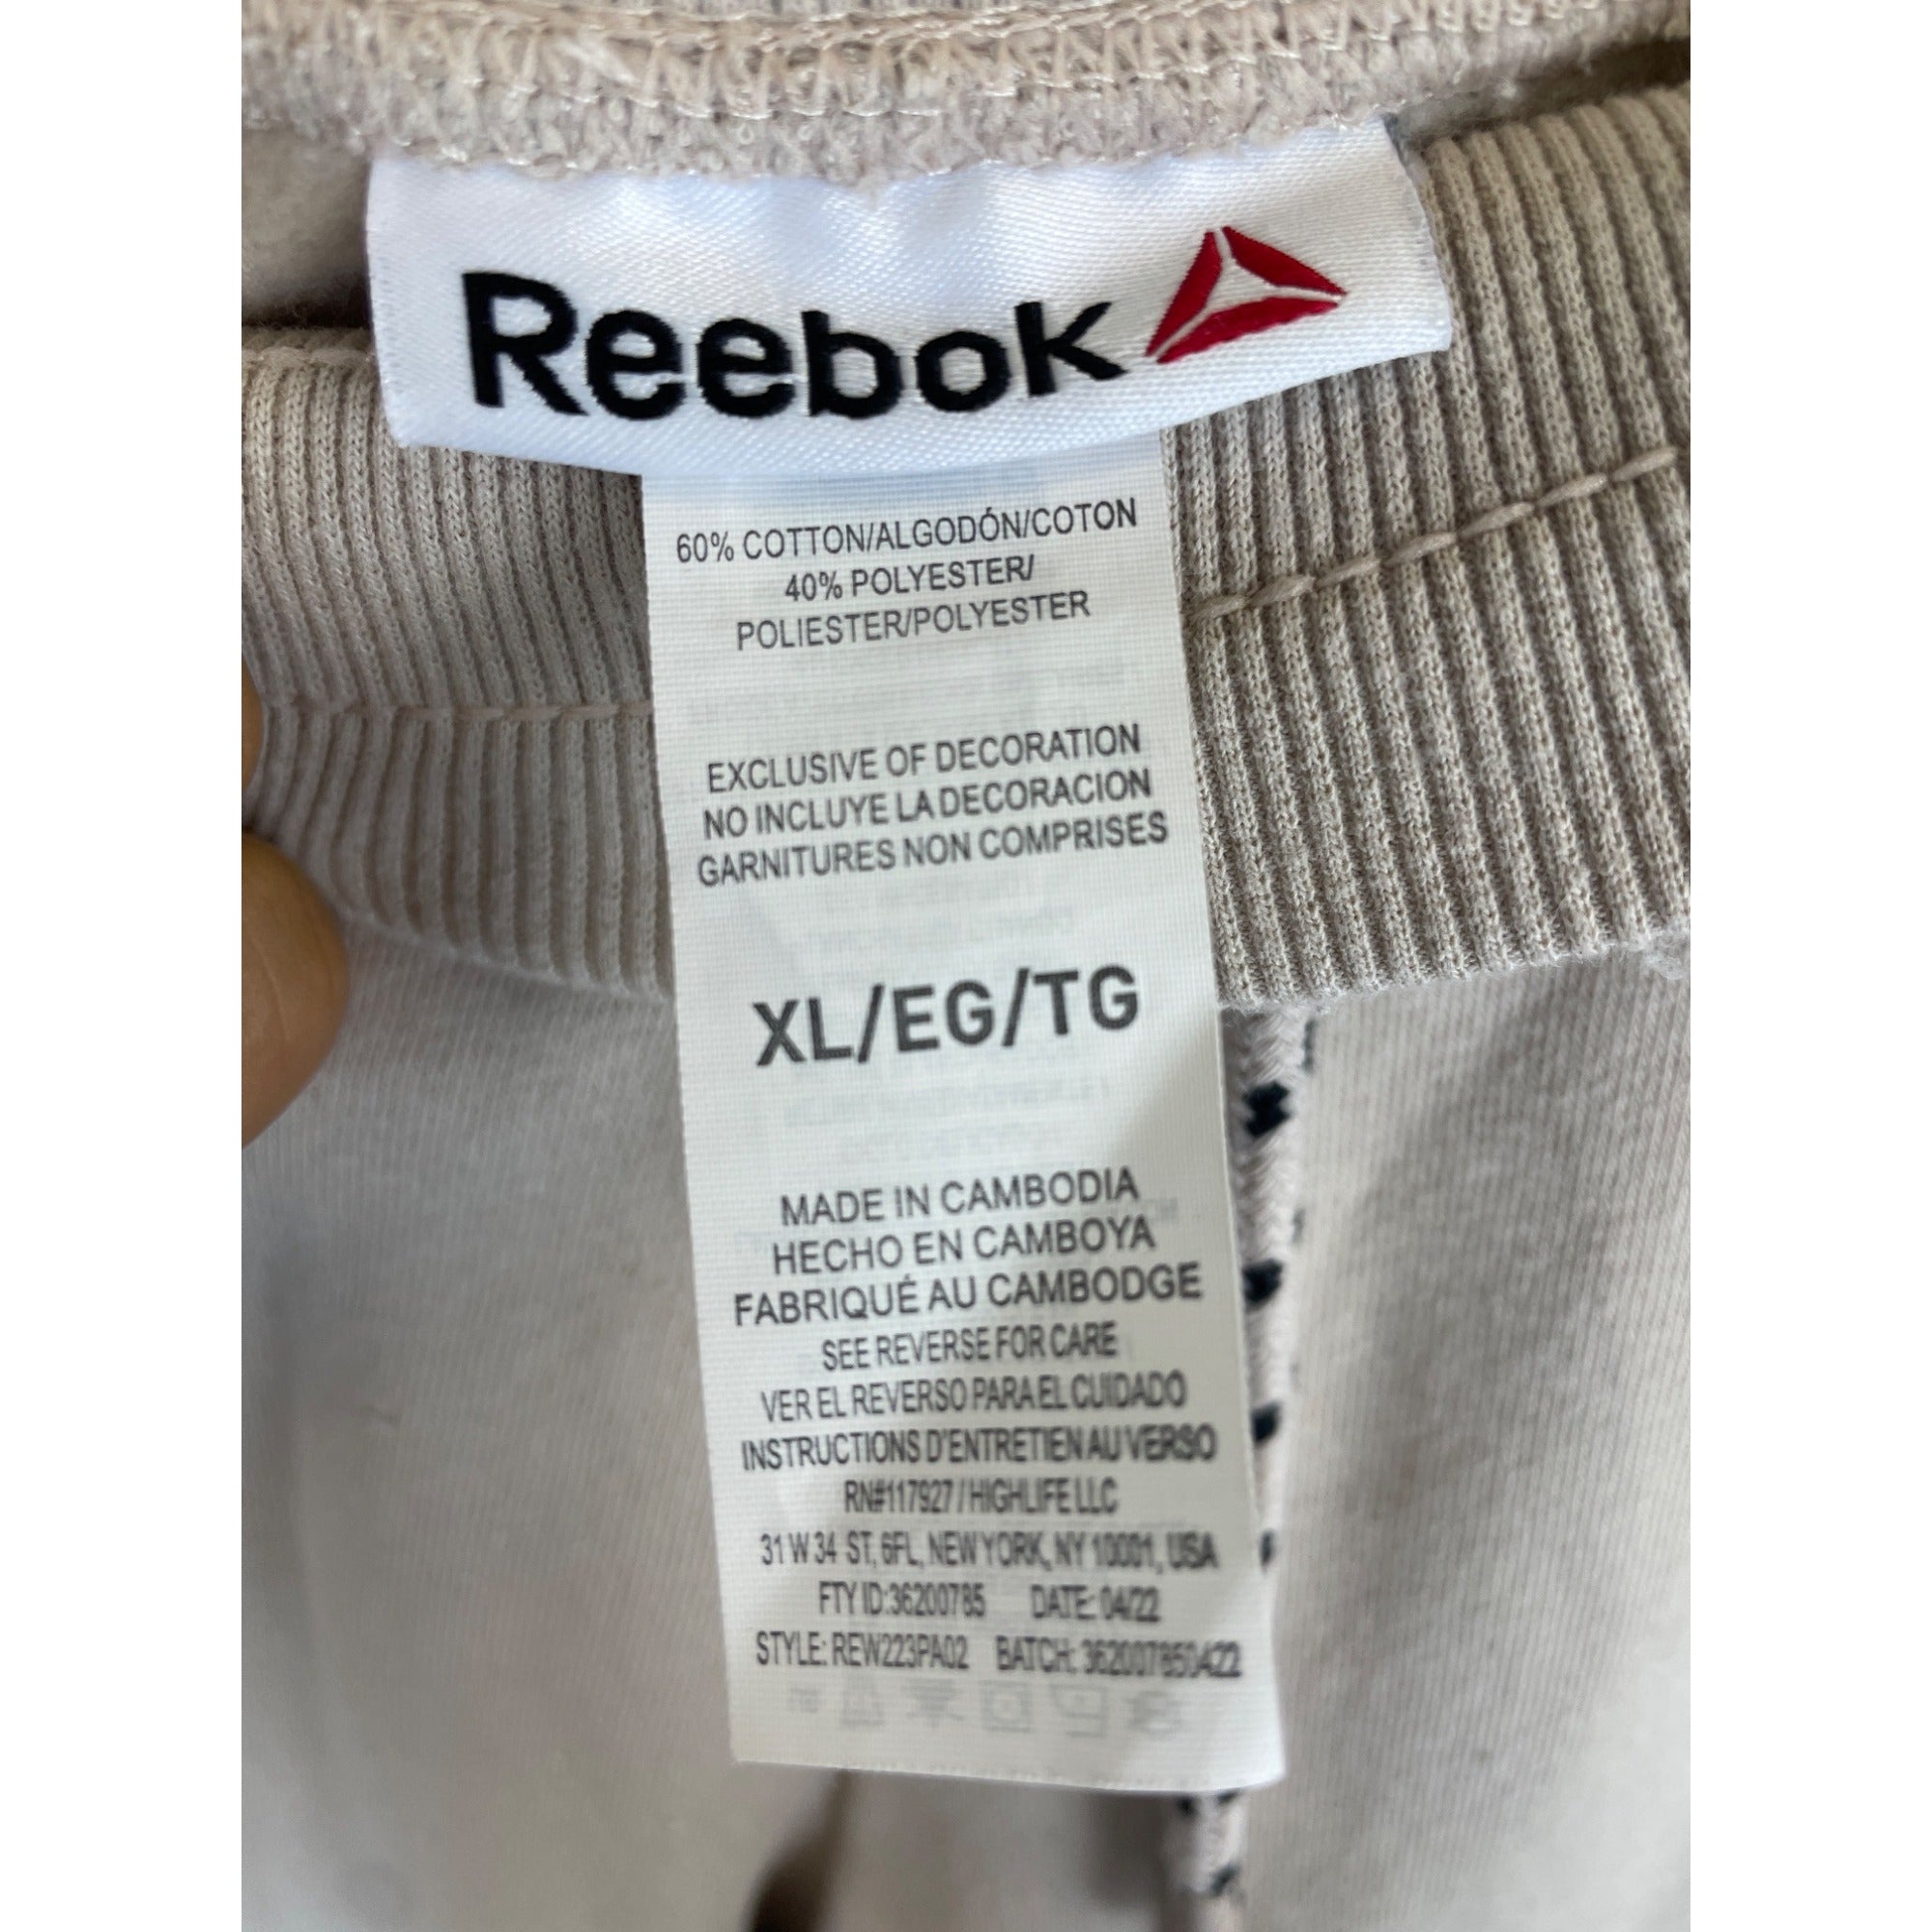 Reebok
60% COTTON/ALGODÓN/COTON
40% POLYESTER/
POLIESTER/POLYESTER
EXCLUSIVE OF DECORATION
NO INCLUYE LA DECORACION
GARNITURES NON COMPRISES
XL/EG/TG
MADE IN CAMBODIA
HECHO EN CAMBOYA
FABRIQUÉ AU CAMBODGE
SEE REVERSE FOR CARE
VER EL REVERSO PARA EL CUIDADO
INSTRUCTIONS D'ENTRETIEN AU VERSO
RN#117927 / HIGHLIFE LLC
31 W 34 ST, 6FL, NEW YORK, NY 10001, USA
FTY ID:36200785 DATE: 04/22
STYLE: REW223PA02 BATCH: 362007850422